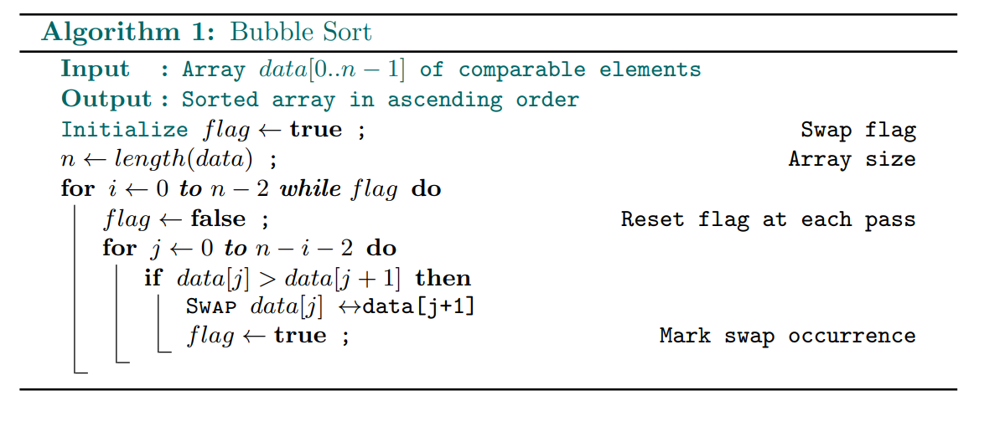 Algorithm 1: Bubble Sort
Input : Array data[0..n − 1] of comparable elements
Output : Sorted array in ascending order
Initialize flag ← true ; Swap flag
n ← length(data) ; Array size
for i ← 0 to n − 2 while flag do
flag ← false ; Reset flag at each pass
for j ← 0 to n − i − 2 do
if data[j] > data[j + 1] then
Swap data[j] ↔data[j+1]
flag ← true ; Mark swap occurrence